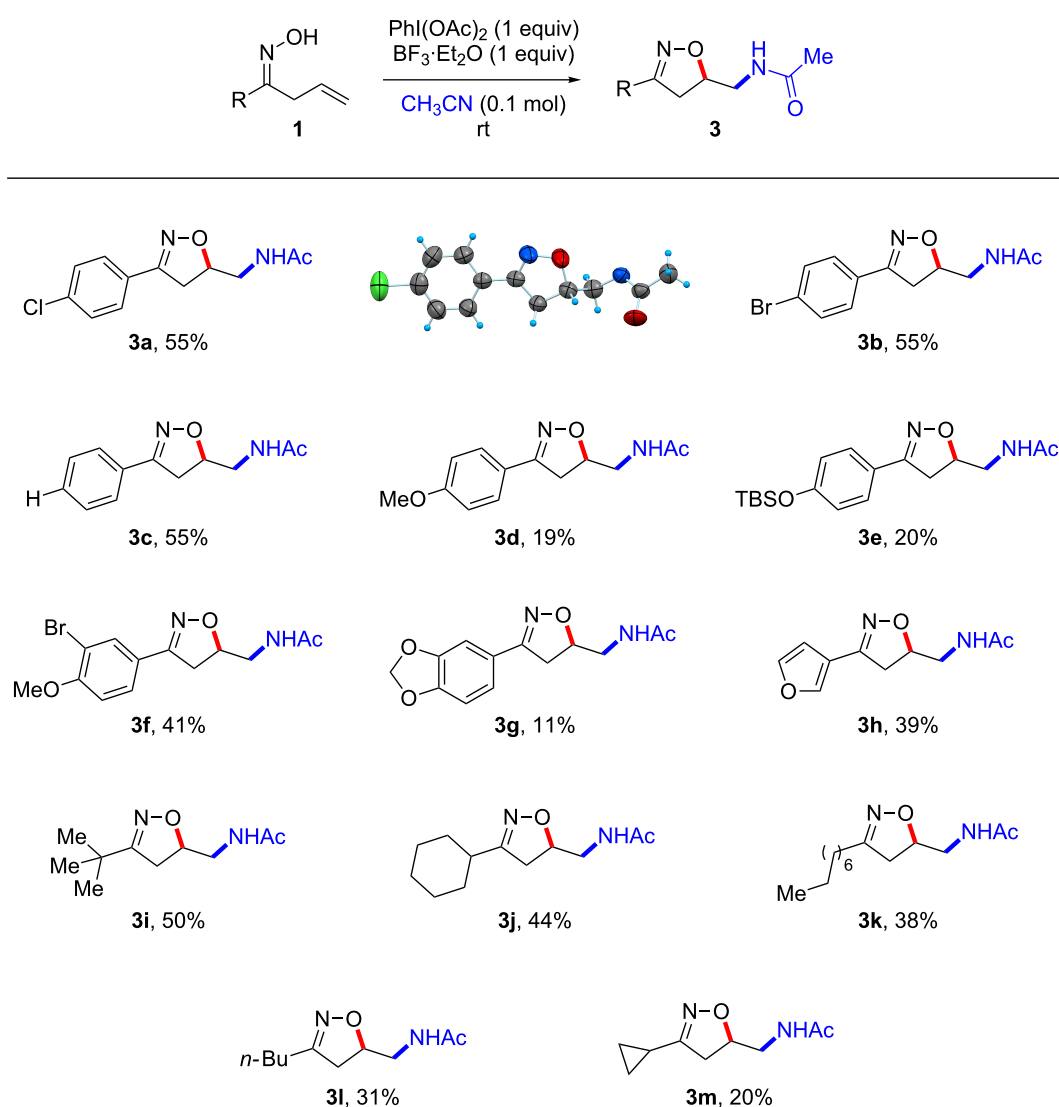 N OH
R
1
PhI(OAc)2 (1 equiv)
BF3·Et2O (1 equiv)
CH3CN (0.1 mol)
rt
N O
R
H
N Me
O
3
N O
NHAc
Cl
3a, 55%
N O
NHAc
Br
3b, 55%
N O
NHAc
H
3c, 55%
N O
NHAc
MeO
3d, 19%
N O
NHAc
TBSO
3e, 20%
N O
NHAc
Br
MeO
3f, 41%
N O
NHAc
O
O
3g, 11%
N O
NHAc
O
3h, 39%
N O
NHAc
Me
Me
Me
3i, 50%
N O
NHAc
3j, 44%
N O
NHAc
( )6
Me
3k, 38%
N O
NHAc
n-Bu
3l, 31%
N O
NHAc
3m, 20%